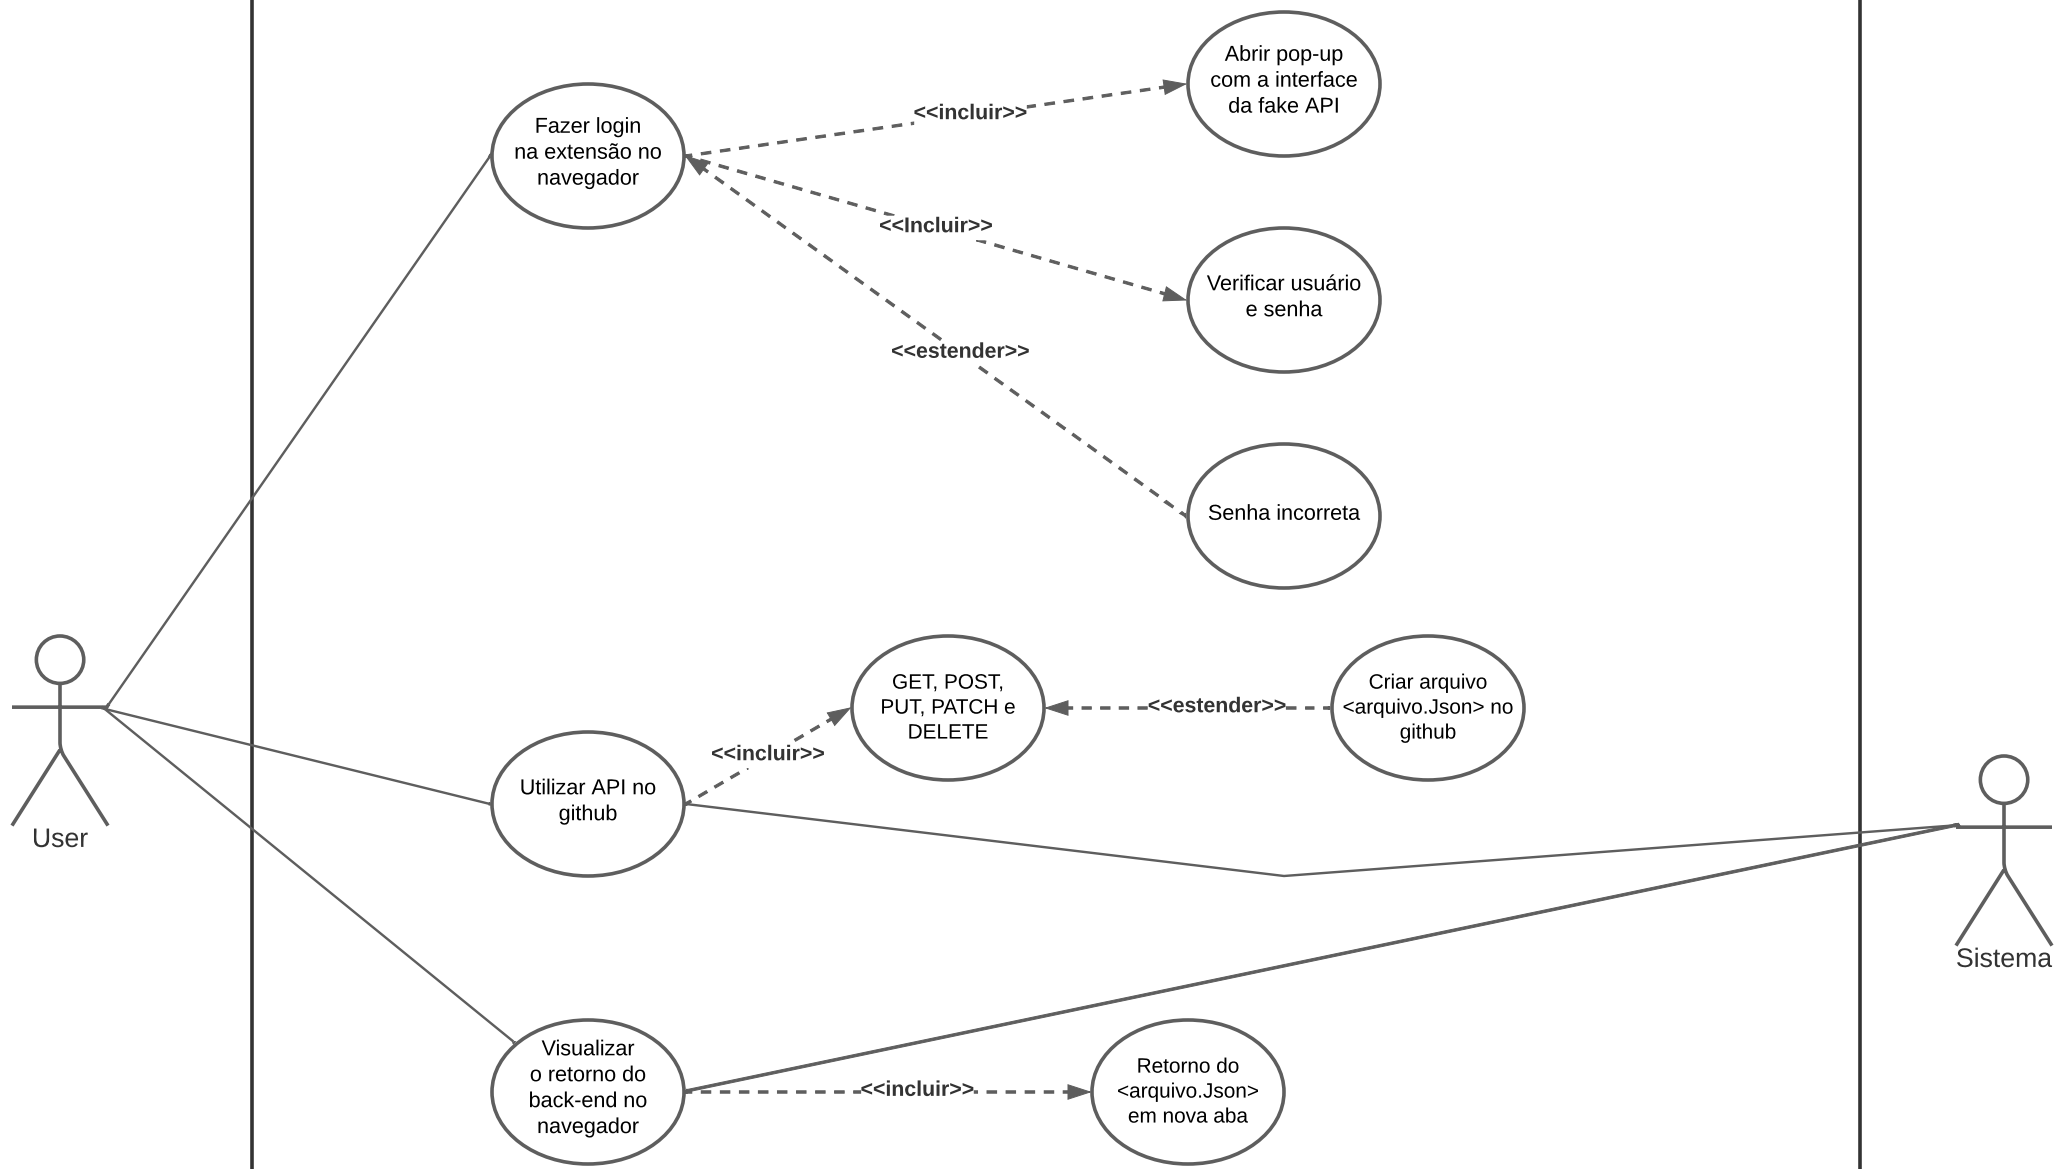 Abrir pop-up
com a interface
da fake API
<<incluir>>
Fazer login
na extensão no
navegador
<<Incluir>>
Verificar usuário
e senha
<<estender>>
Senha incorreta
GET, POST,
PUT, PATCH e
DELETE
<<estender>>
Criar arquivo
<arquivo.Json> no
github
<<incluir>>
Utilizar API no
github
User
Sistema
Visualizar
o retorno do
back-end no
navegador
<<incluir>>
Retorno do
<arquivo.Json>
em nova aba